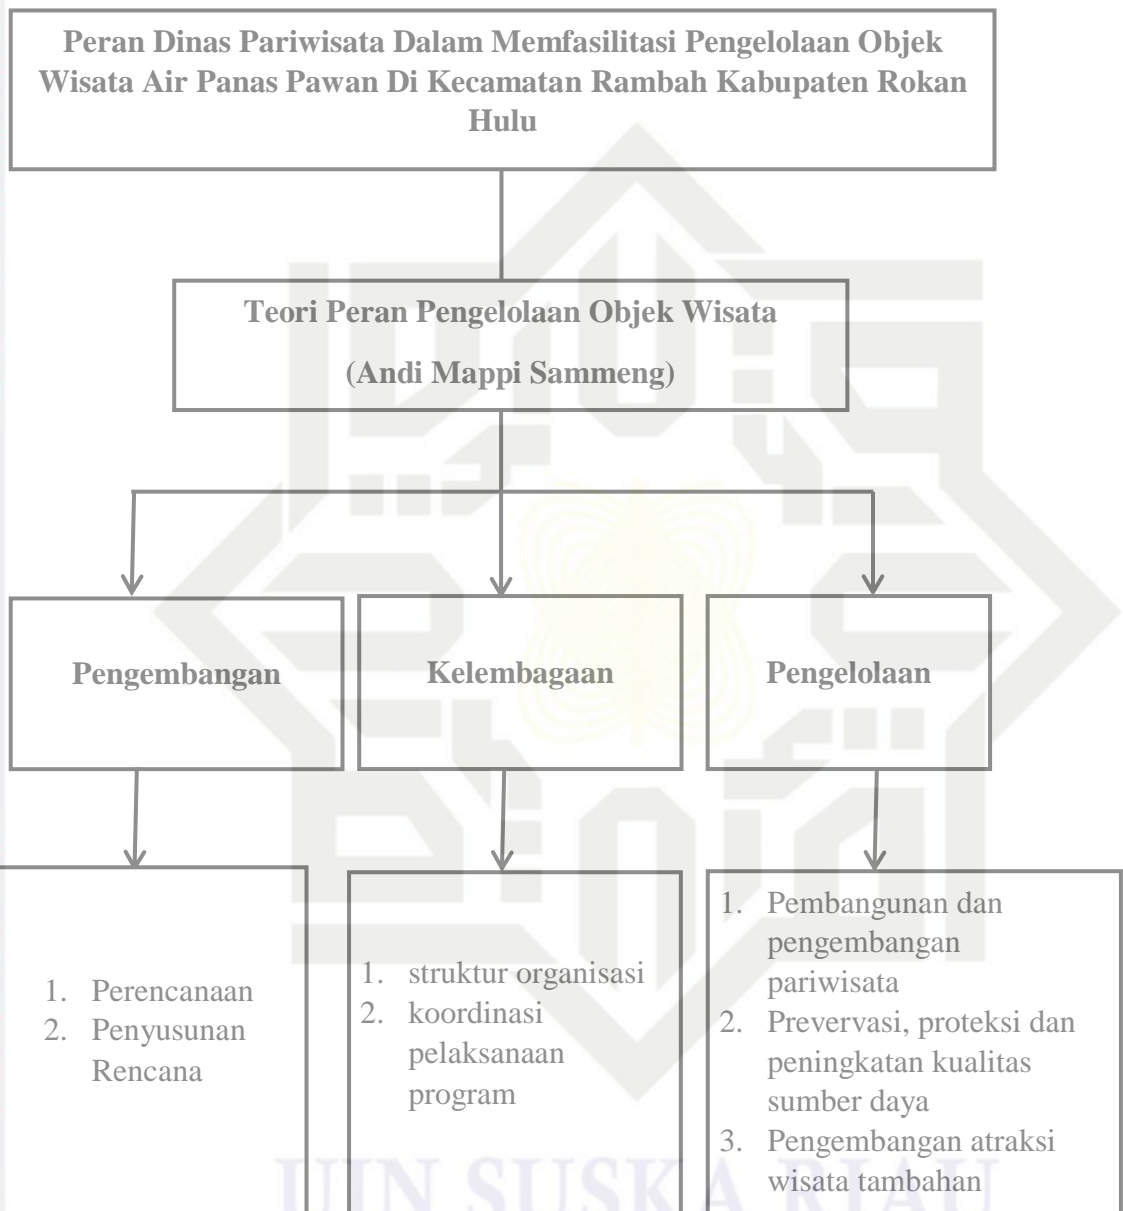 Peran Dinas Pariwisata Dalam Memfasilitasi Pengelolaan Objek
Wisata Air Panas Pawan Di Kecamatan Rambah Kabupaten Rokan
Hulu
Teori Peran Pengelolaan Objek Wisata
(Andi Mappi Sammeng)
Pengembangan
Kelembagaan
Pengelolaan
1. Perencanaan
2. Penyusunan
Rencana
1. struktur organisasi
2. koordinasi
pelaksanaan
program
1. Pembangunan dan
pengembangan
pariwisata
2. Prevervasi, proteksi dan
peningkatan kualitas
sumber daya
3. Pengembangan atraksi
wisata tambahan
UIN SUSKA RIAU